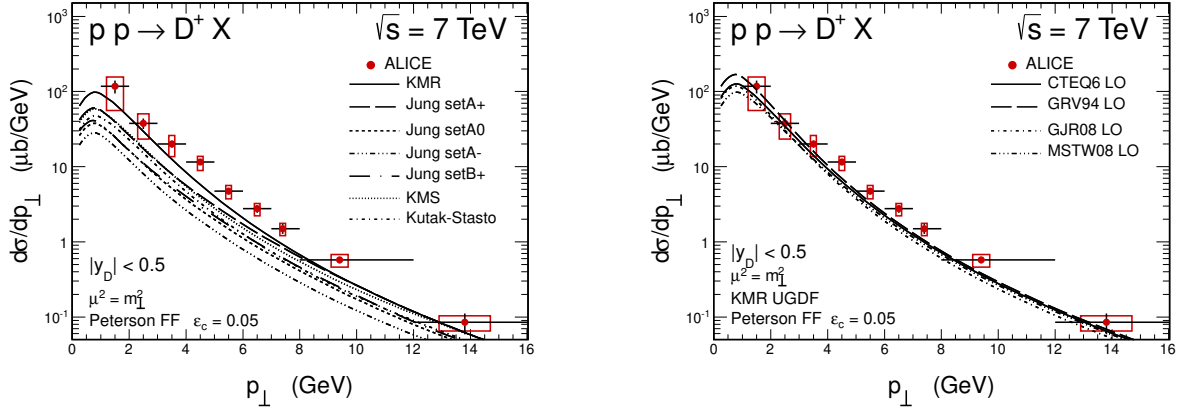 p p → D⁺ X √s = 7 TeV
dσ/dp⊥ (μb/GeV)
10²
10
1
10⁻¹
ALICE
KMR
Jung setA+
Jung setA0
Jung setA-
Jung setB+
KMS
Kutak-Stasto
|y_D| < 0.5
μ² = m²⊥
Peterson FF ε_c = 0.05
0 2 4 6 8 10 12 14 16
p⊥ (GeV)
p p → D⁺ X √s = 7 TeV
dσ/dp⊥ (μb/GeV)
10²
10
1
10⁻¹
ALICE
CTEQ6 LO
GRV94 LO
GJR08 LO
MSTW08 LO
|y_D| < 0.5
μ² = m²⊥
KMR UGDF
Peterson FF ε_c = 0.05
0 2 4 6 8 10 12 14 16
p⊥ (GeV)